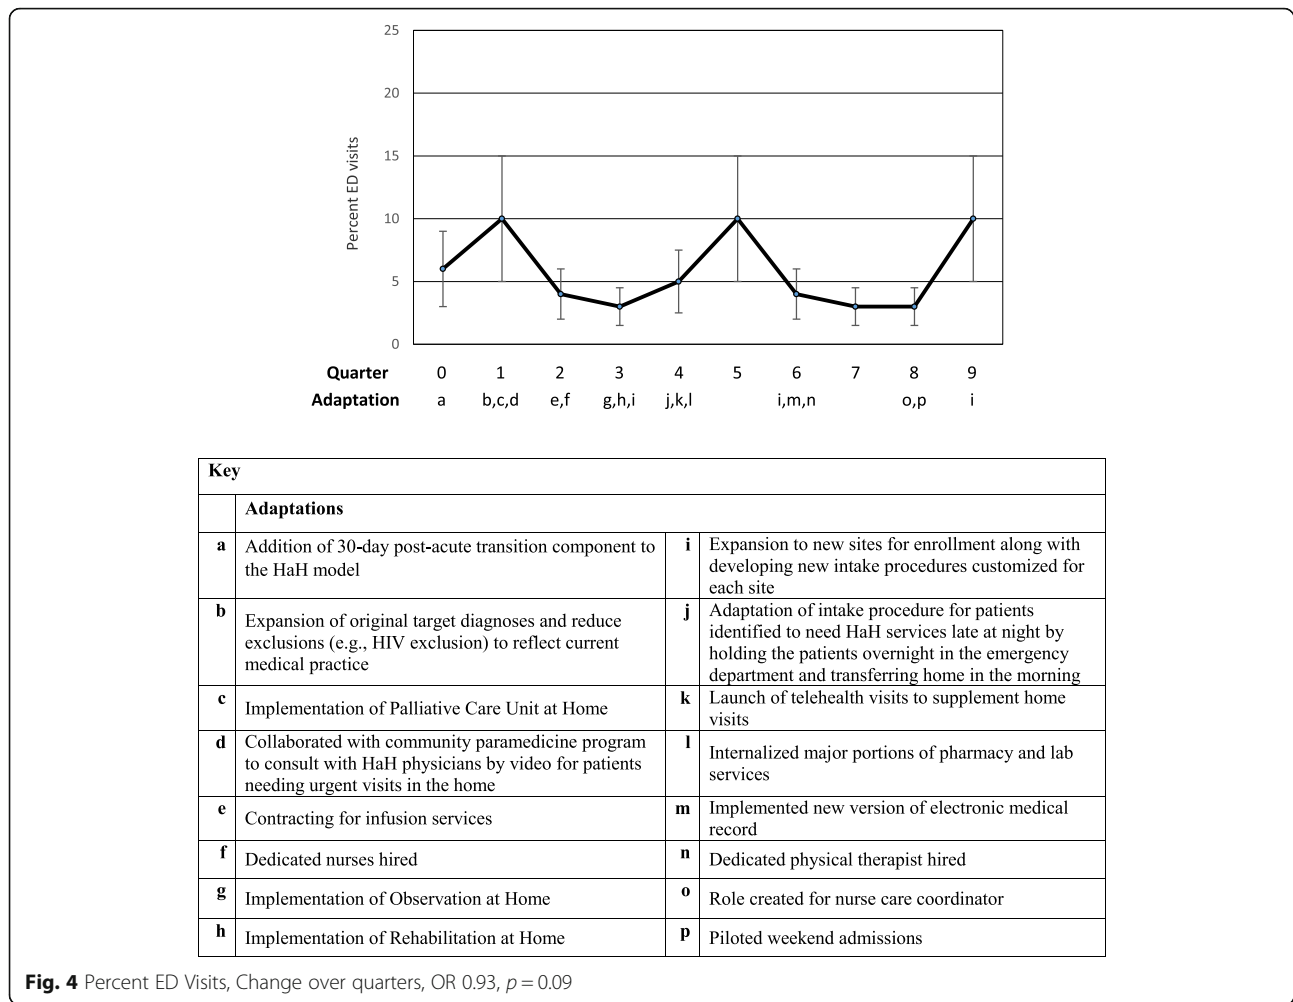 25
20
15
10
5
0
Percent ED visits
Quarter 0 1 2 3 4 5 6 7 8 9
Adaptation a b,c,d e,f g,h,i j,k,l i,m,n o,p i
Key
Adaptations
a Addition of 30-day post-acute transition component to
the HaH model
i Expansion to new sites for enrollment along with
developing new intake procedures customized for
each site
b Expansion of original target diagnoses and reduce
exclusions (e.g., HIV exclusion) to reflect current
medical practice
j Adaptation of intake procedure for patients
identified to need HaH services late at night by
holding the patients overnight in the emergency
department and transferring home in the morning
c Implementation of Palliative Care Unit at Home
k Launch of telehealth visits to supplement home
visits
d Collaborated with community paramedicine program
to consult with HaH physicians by video for patients
needing urgent visits in the home
l Internalized major portions of pharmacy and lab
services
e Contracting for infusion services
m Implemented new version of electronic medical
record
f Dedicated nurses hired
n Dedicated physical therapist hired
g Implementation of Observation at Home
o Role created for nurse care coordinator
h Implementation of Rehabilitation at Home
p Piloted weekend admissions
Fig. 4 Percent ED Visits, Change over quarters, OR 0.93, p = 0.09